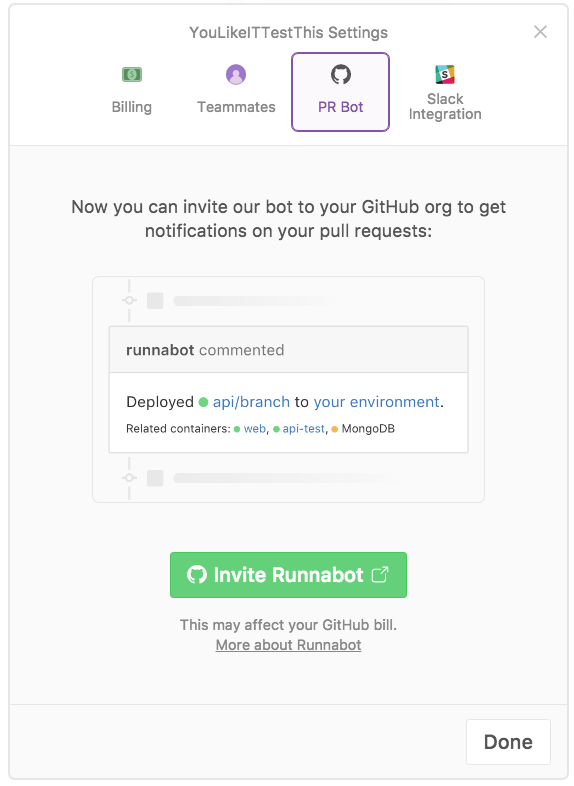 YouLikeITTestThis Settings
Billing
Teammates
PR Bot
Slack
Integration
Now you can invite our bot to your GitHub org to get
notifications on your pull requests:
runnabot commented
Deployed api/branch to your environment.
Related containers: web, api-test, MongoDB
Invite Runnabot
This may affect your GitHub bill.
More about Runnabot
Done